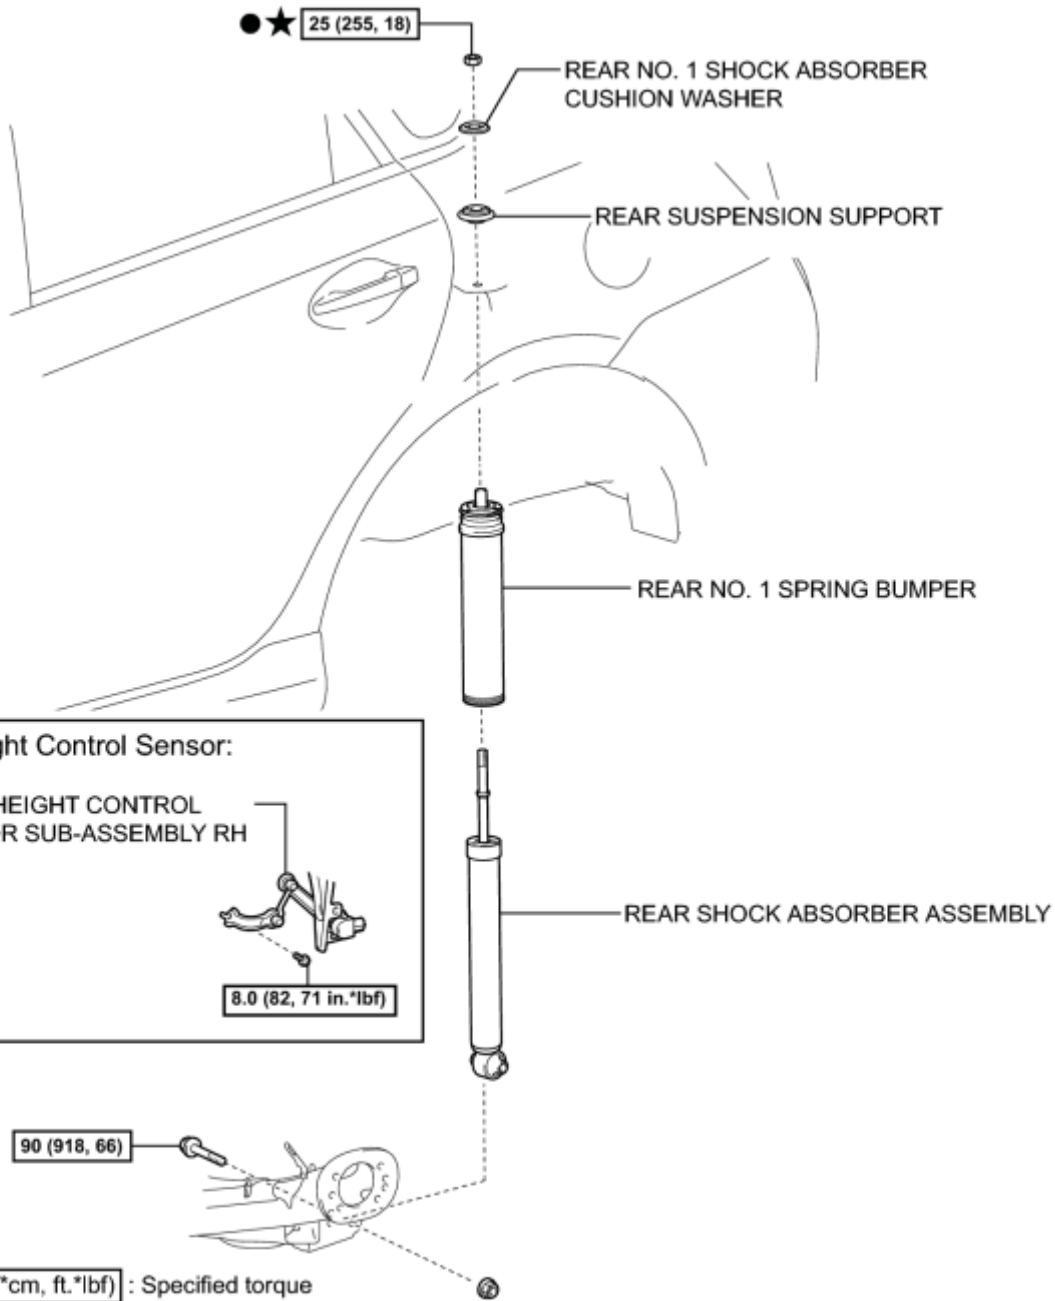 25 (255, 18)
REAR NO. 1 SHOCK ABSORBER
CUSHION WASHER
REAR SUSPENSION SUPPORT
REAR NO. 1 SPRING BUMPER
ght Control Sensor:
HEIGHT CONTROL
OR SUB-ASSEMBLY RH
REAR SHOCK ABSORBER ASSEMBLY
8.0 (82, 71 in.*lbf)
90 (918, 66)
*cm, ft.*lbf) : Specified torque